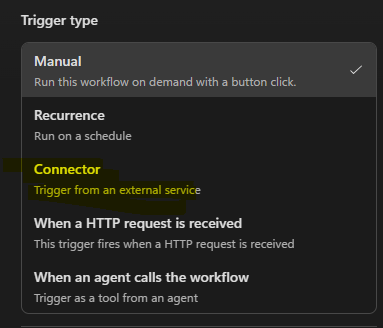 Trigger type
Manual
Run this workflow on demand with a button click.
Recurrence
Run on a schedule
Connector
Trigger from an external service
When a HTTP request is received
This trigger fires when a HTTP request is received
When an agent calls the workflow
Trigger as a tool from an agent